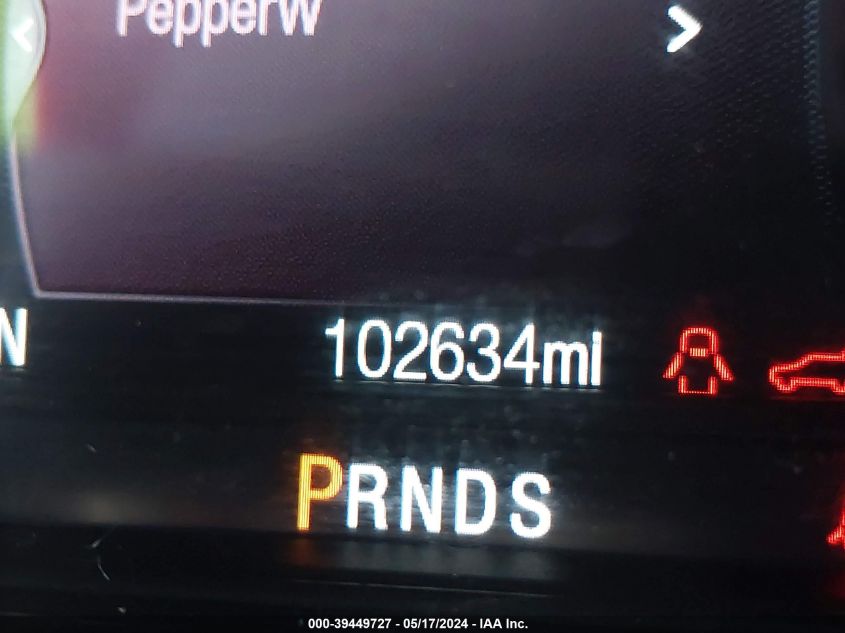 PepperW
N
102634mi
PRNDS
000-39449727 - 05/17/2024 - IAA Inc.